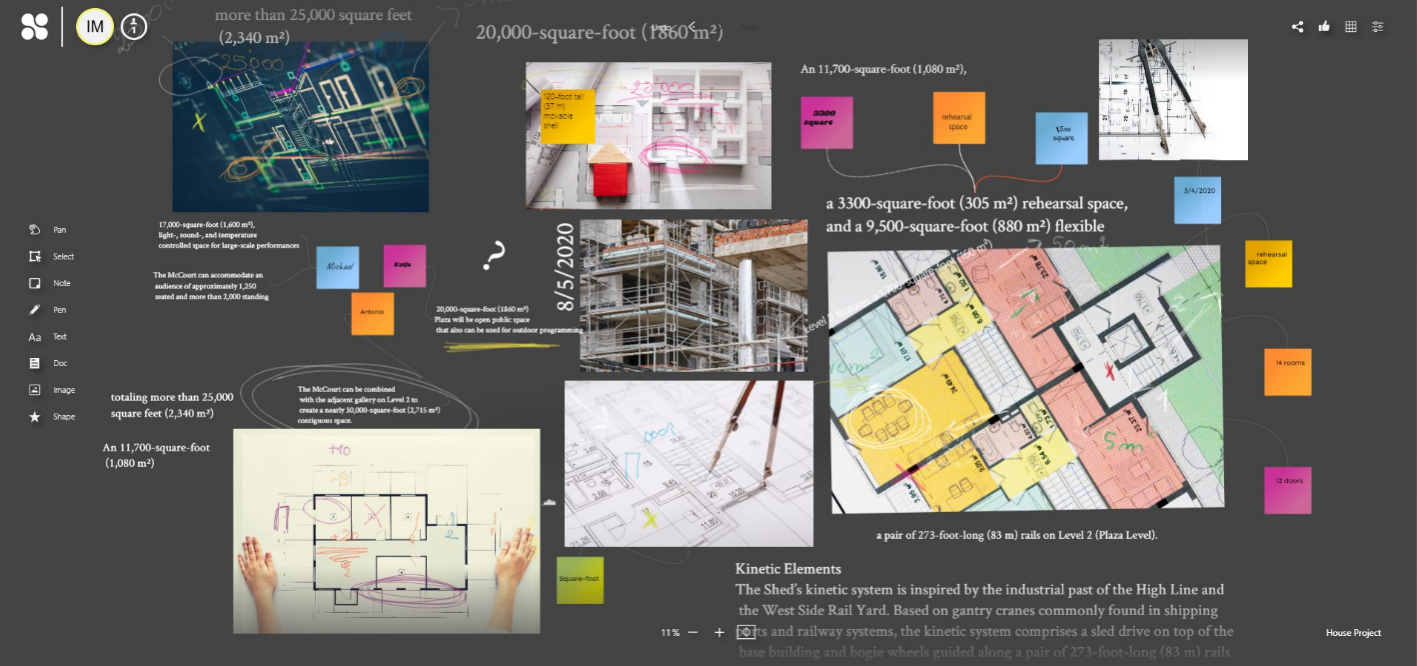 more than 25,000 square feet
(2,340 m²)
IM
1
25000
20,000-square-foot (1860 m²)
Undo
An 11,700-square-foot (1,080 m²),
120-foot tall
(37 m)
movable
shell
3300
square
rehearsal
space
1,500
square
3/4/2020
a 3300-square-foot (305 m²) rehearsal space,
and a 9,500-square-foot (880 m²) flexible
17,000-square-foot (1,600 m²),
light-, sound-, and temperature
controlled space for large-scale performances
The McCourt can accommodate an
audience of approximately 1,250
seated and more than 2,000 standing
Michael
Katja
Antonio
?
8/5/2020
20,000-square-foot (1860 m²)
Plaza will be open public space
that also can be used for outdoor programming
rehearsal
space
14 rooms
12 doors
5m
Pan
Select
Note
Pen
Aa Text
Doc
Image
Shape
totaling more than 25,000
square feet (2,340 m²)
An 11,700-square-foot
(1,080 m²)
The McCourt can be combined
with the adjacent gallery on Level 2 to
create a nearly 30,000-square-foot (2,715 m²)
contiguous space.
Door
Square-foot
a pair of 273-foot-long (83 m) rails on Level 2 (Plaza Level).
Kinetic Elements
The Shed's kinetic system is inspired by the industrial past of the High Line and
the West Side Rail Yard. Based on gantry cranes commonly found in shipping
ports and railway systems, the kinetic system comprises a sled drive on top of the
base building and bogie wheels guided along a pair of 273-foot-long (83 m) rails
11 %
House Project